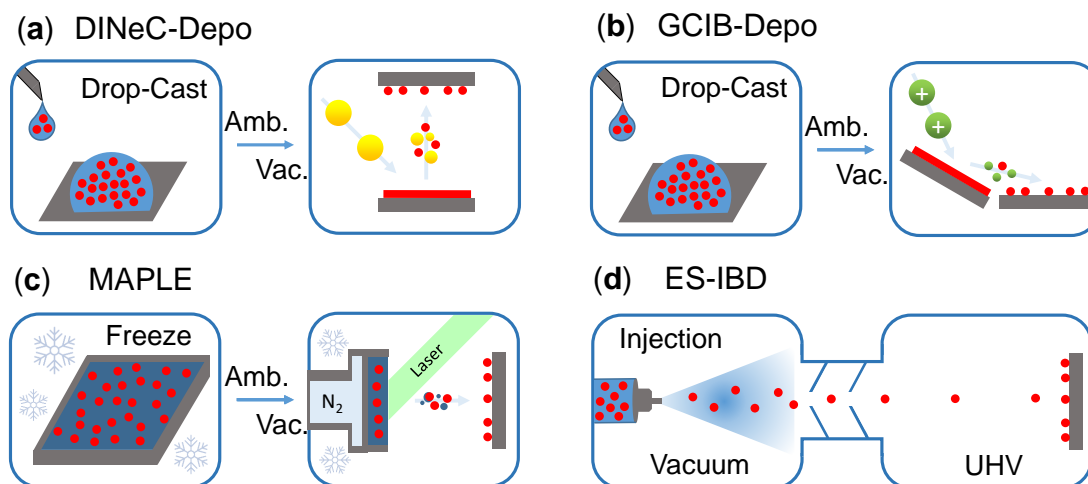 (a) DINeC-Depo
Drop-Cast
Amb.
Vac.
+
+
(b) GCIB-Depo
Drop-Cast
Amb.
Vac.
(c) MAPLE
Freeze
Amb.
Vac.
N2
Laser
(d) ES-IBD
Injection
Vacuum
UHV